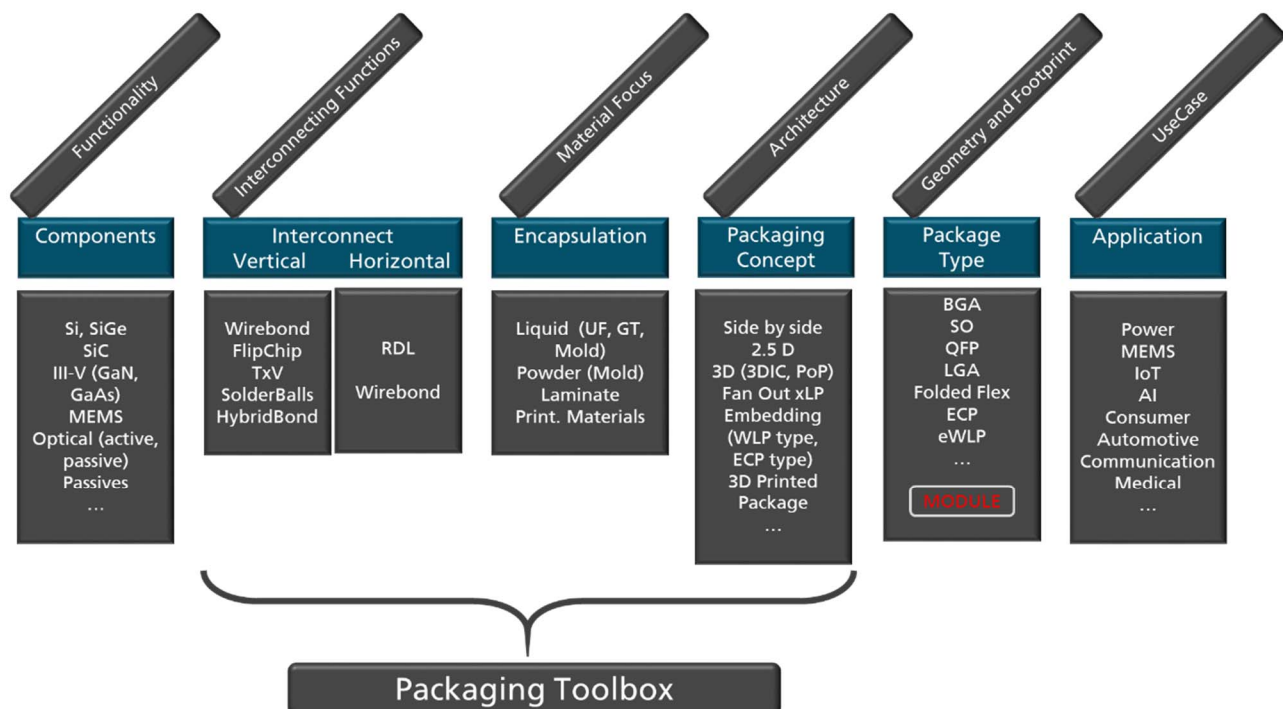 Functionality
Interconnecting Functions
Material Focus
Architecture
Geometry and Footprint
UseCase
Components
Interconnect
Vertical Horizontal
Encapsulation
Packaging
Concept
Package
Type
Application
Si, SiGe
SiC
III-V (GaN,
GaAs)
MEMS
Optical (active,
passive)
Passives
...
Wirebond
FlipChip
TxV
SolderBalls
HybridBond
RDL
Wirebond
Liquid (UF, GT,
Mold)
Powder (Mold)
Laminate
Print. Materials
Side by side
2.5 D
3D (3DIC, PoP)
Fan Out xLP
Embedding
(WLP type,
ECP type)
3D Printed
Package
...
BGA
SO
QFP
LGA
Folded Flex
ECP
eWLP
...
MODULE
Power
MEMS
IoT
AI
Consumer
Automotive
Communication
Medical
...
Packaging Toolbox